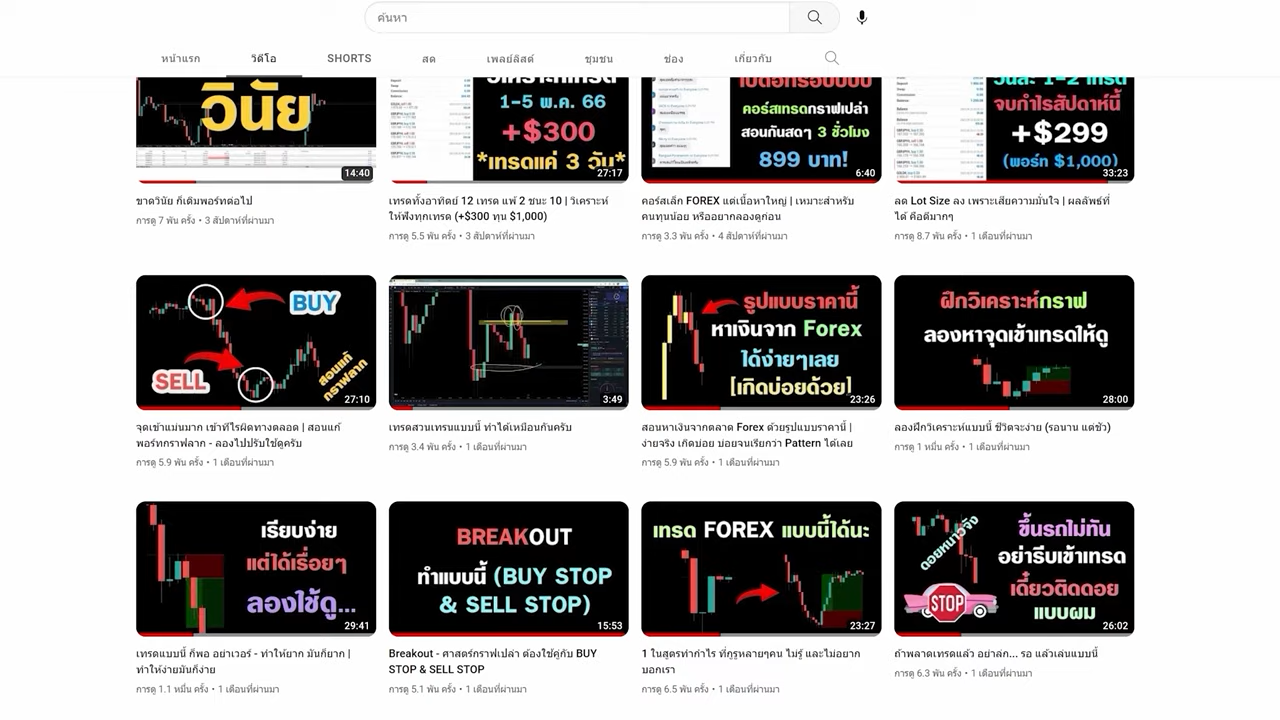 ค้นหา
หน้าแรก วิดีโอ SHORTS สด เพลย์ลิสต์ ชุมชน ช่อง เกี่ยวกับ
วินัย
14:40
วิเคราะห์เทรด
1-5 พ.ค. 66
+$300
*เทรดแค่ 3 วัน*
27:17
คอร์สเทรดกราฟเปล่า
สอนกันสดๆ 3 ชั่วโมง
899 บาท!
6:40
วันละ 1-2 เทรด
จบกำไรสัปดาห์นี้
+$299
(พอร์ท $1,000)
33:23
ขาดวินัย ก็เติมพอร์ทต่อไป
การดู 7 พัน ครั้ง • 3 สัปดาห์ที่ผ่านมา
เทรดทั้งอาทิตย์ 12 เทรด แพ้ 2 ชนะ 10 | วิเคราะห์
ให้ฟังทุกเทรด (+$300 ทุน $1,000)
การดู 5.5 พัน ครั้ง • 3 สัปดาห์ที่ผ่านมา
คอร์สเล็ก FOREX แต่เนื้อหาใหญ่ | เหมาะสำหรับ
คนทุนน้อย หรืออยากลองดูก่อน
การดู 3.3 พัน ครั้ง • 4 สัปดาห์ที่ผ่านมา
ลด Lot Size ลง เพราะเสียความมั่นใจ | ผลลัพธ์ที่
ได้ คือดีมากๆ
การดู 8.7 พัน ครั้ง • 1 เดือนที่ผ่านมา
BUY
SELL
สอนแก้
กราฟลาก
27:10
3:49
รูปแบบราคานี้
หาเงินจาก Forex
ได้ง่ายๆเลย
[เกิดบ่อยด้วย]
23:26
ฝึกวิเคราะห์กราฟ
ลองหาจุดเข้าเทรดให้ดู
28:00
จุดเข้าแม่นมาก เข้าทีไรผิดทางตลอด | สอนแก้
พอร์ทกราฟลาก - ลองไปปรับใช้ดูครับ
การดู 5.9 พัน ครั้ง • 1 เดือนที่ผ่านมา
เทรดสวนเทรนแบบนี้ ทำได้เหมือนกันครับ
การดู 3.4 พัน ครั้ง • 1 เดือนที่ผ่านมา
สอนหาเงินจากตลาด Forex ด้วยรูปแบบราคานี้ |
ง่ายจริง เกิดบ่อย บ่อยจนเรียกว่า Pattern ได้เลย
การดู 5.9 พัน ครั้ง • 1 เดือนที่ผ่านมา
ลองฝึกวิเคราะห์แบบนี้ ชีวิตจะง่าย (รอนาน แต่ชัว)
การดู 1 หมื่น ครั้ง • 1 เดือนที่ผ่านมา
เรียบง่าย
แต่ได้เรื่อยๆ
ลองใช้ดู...
29:41
BREAKOUT
ทำแบบนี้ (BUY STOP
& SELL STOP)
15:53
เทรด FOREX แบบนี้ได้นะ
23:27
ดอยหนาวจัง
STOP
ขึ้นรถไม่ทัน
อย่ารีบเข้าเทรด
เดี๋ยวติดดอย
แบบผม
26:02
เทรดแบบนี้ ก็พอ อย่าเวอร์ - ทำให้ยาก มันก็ยาก |
ทำให้ง่ายมันก็ง่าย
การดู 1.1 หมื่น ครั้ง • 1 เดือนที่ผ่านมา
Breakout - ศาสตร์กราฟเปล่า ต้องใช้คู่กับ BUY
STOP & SELL STOP
การดู 5.1 พัน ครั้ง • 1 เดือนที่ผ่านมา
1 ในสูตรทำกำไร ที่กูรูหลายๆคน ไม่รู้ และไม่อยาก
บอกเรา
การดู 6.5 พัน ครั้ง • 1 เดือนที่ผ่านมา
ถ้าพลาดเทรดแล้ว อย่าลัก... รอ แล้วเล่นแบบนี้
การดู 6.3 พัน ครั้ง • 1 เดือนที่ผ่านมา